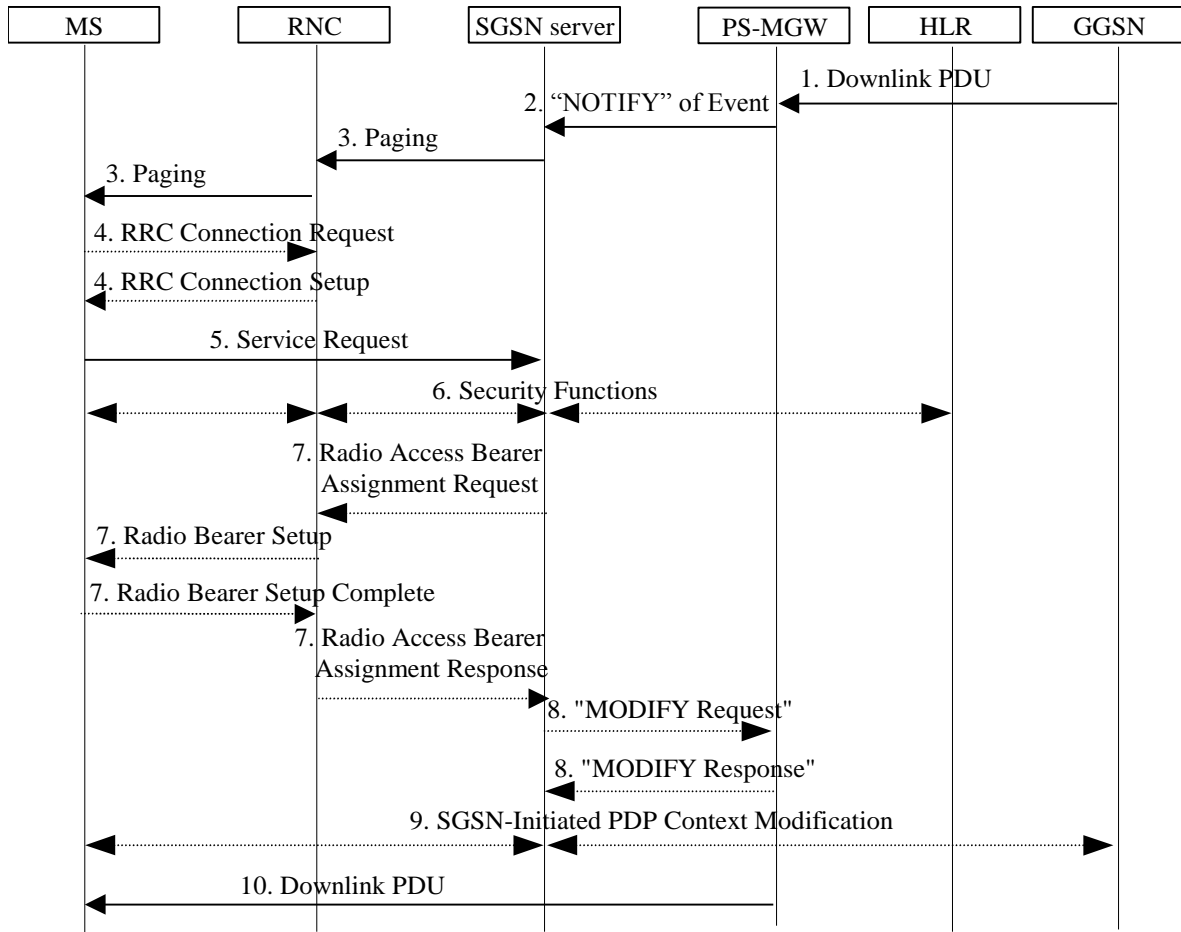 MS RNC SGSN server PS-MGW HLR GGSN
1. Downlink PDU
2. “NOTIFY” of Event
3. Paging
3. Paging
4. RRC Connection Request
4. RRC Connection Setup
5. Service Request
6. Security Functions
7. Radio Access Bearer
Assignment Request
7. Radio Bearer Setup
7. Radio Bearer Setup Complete
7. Radio Access Bearer
Assignment Response
8. "MODIFY Request"
8. "MODIFY Response"
9. SGSN-Initiated PDP Context Modification
10. Downlink PDU